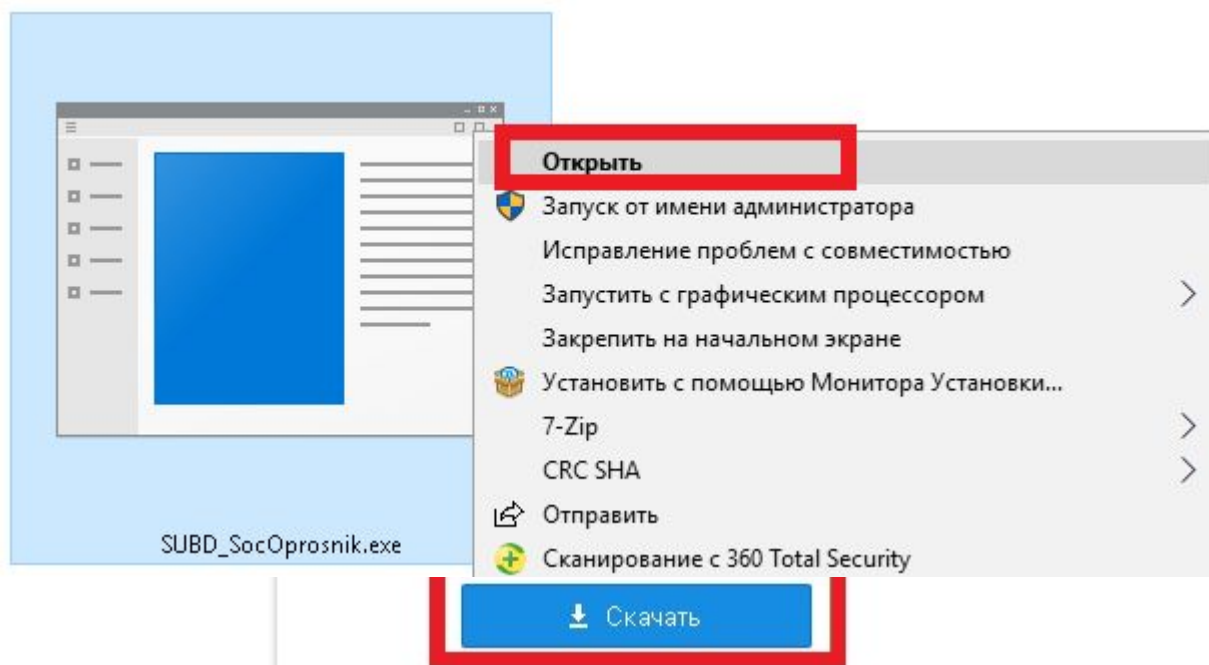 Открыть
Запуск от имени администратора
Исправление проблем с совместимостью
Запустить с графическим процессором
Закрепить на начальном экране
Установить с помощью Монитора Установки...
7-Zip
CRC SHA
Отправить
Сканирование с 360 Total Security
SUBD_SocOprosnik.exe
Скачать